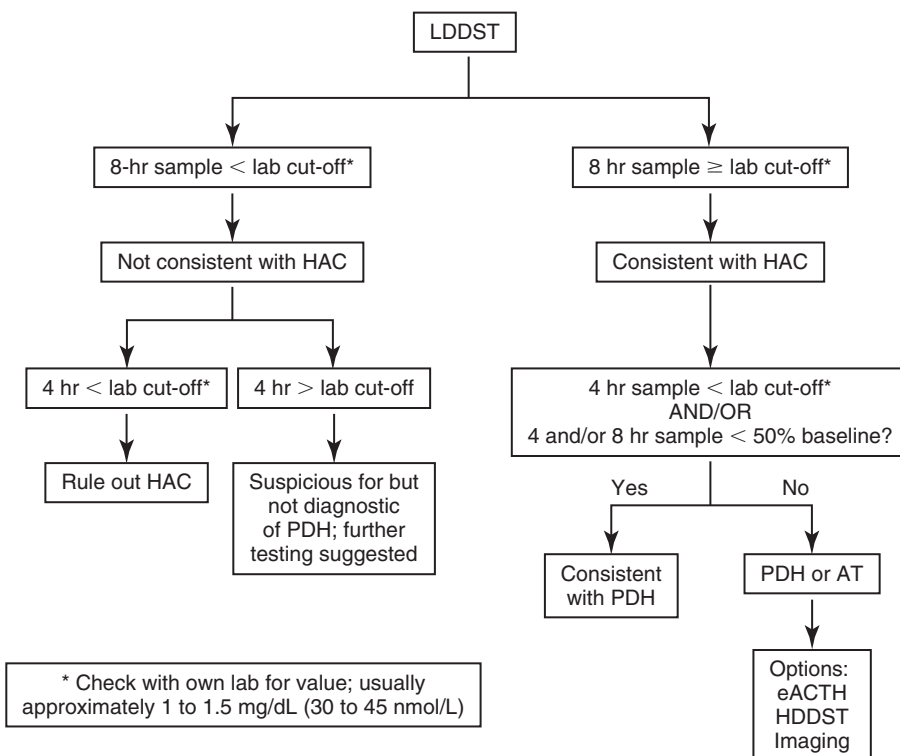 LDDST
8-hr sample < lab cut-off*
8 hr sample ≥ lab cut-off*
Not consistent with HAC
Consistent with HAC
4 hr < lab cut-off*
4 hr > lab cut-off
4 hr sample < lab cut-off*
AND/OR
4 and/or 8 hr sample < 50% baseline?
Rule out HAC
Suspicious for but
not diagnostic
of PDH; further
testing suggested
Yes
No
Consistent
with PDH
PDH or AT
Options:
eACTH
HDDST
Imaging
* Check with own lab for value; usually
approximately 1 to 1.5 mg/dL (30 to 45 nmol/L)